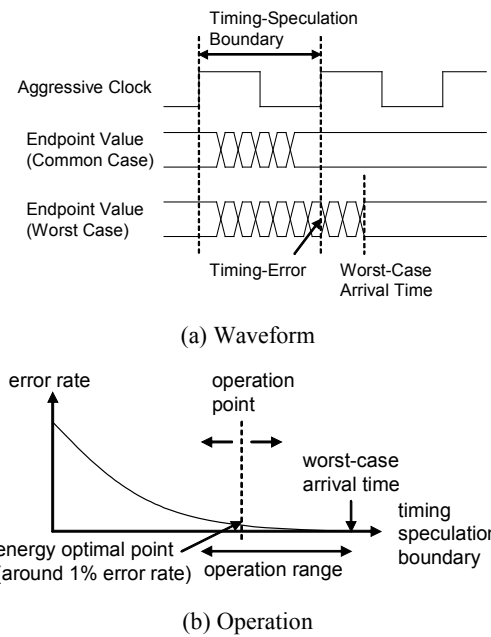 Timing-Speculation
Boundary
Aggressive Clock
Endpoint Value
(Common Case)
Endpoint Value
(Worst Case)
Timing-Error
Worst-Case
Arrival Time
(a) Waveform
error rate
operation
point
worst-case
arrival time
timing
speculation
boundary
energy optimal point
(around 1% error rate)
operation range
(b) Operation